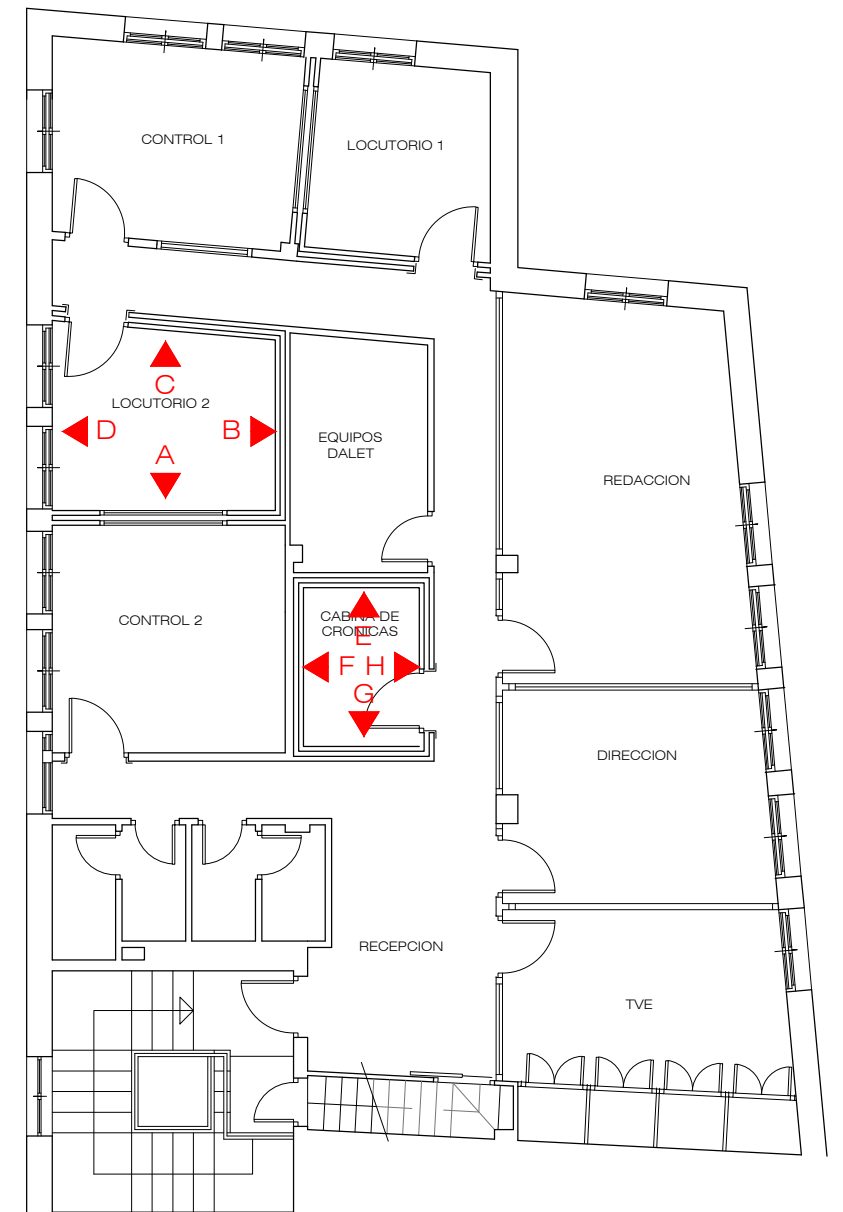 CONTROL 1
LOCUTORIO 1
C
LOCUTORIO 2
D
B
A
EQUIPOS
DALET
REDACCION
CONTROL 2
CABINA DE
CRONICAS
E
F
H
G
DIRECCION
RECEPCION
TVE